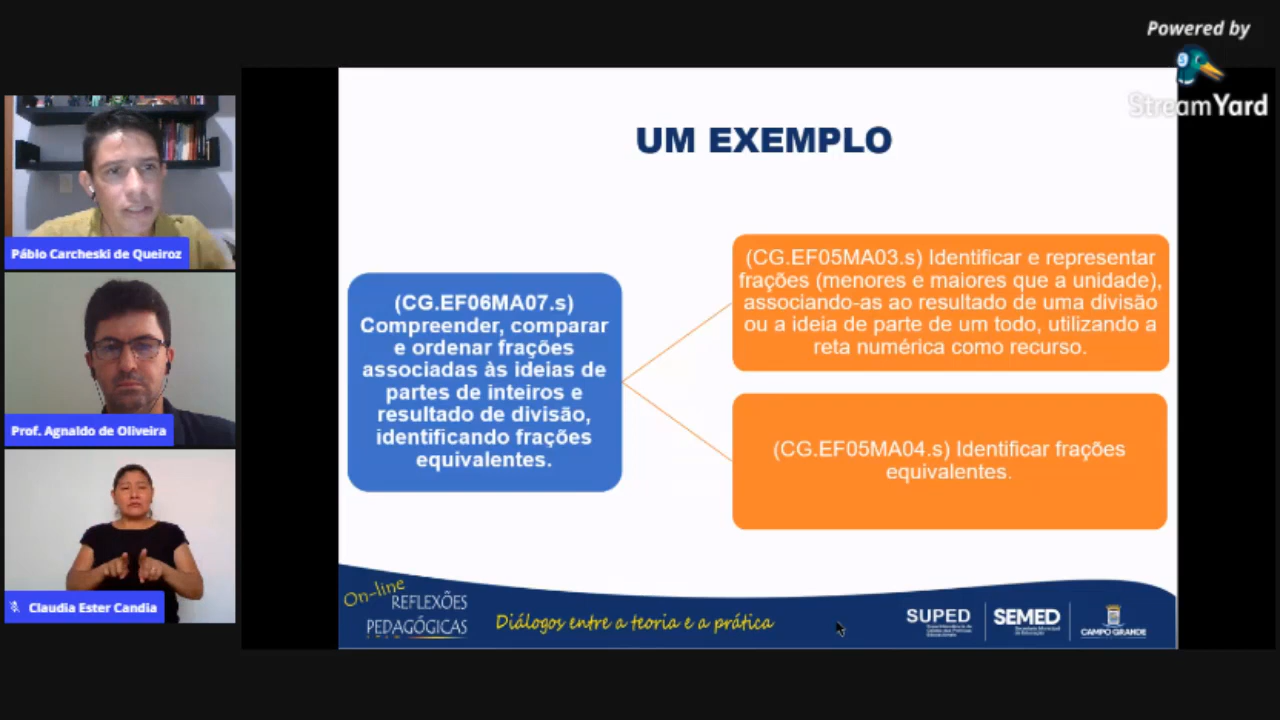 Powered by
StreamYard
UM EXEMPLO
Páblo Carcheski de Queiroz
Prof. Agnaldo de Oliveira
Claudia Ester Candia
(CG.EF06MA07.s)
Compreender, comparar
e ordenar frações
associadas às ideias de
partes de inteiros e
resultado de divisão,
identificando frações
equivalentes.
(CG.EF05MA03.s) Identificar e representar
frações (menores e maiores que a unidade),
associando-as ao resultado de uma divisão
ou a ideia de parte de um todo, utilizando a
reta numérica como recurso.
(CG.EF05MA04.s) Identificar frações
equivalentes.
On-line
REFLEXÕES
PEDAGÓGICAS
Diálogos entre a teoria e a prática
SUPED
SEMED
CAMPO GRANDE